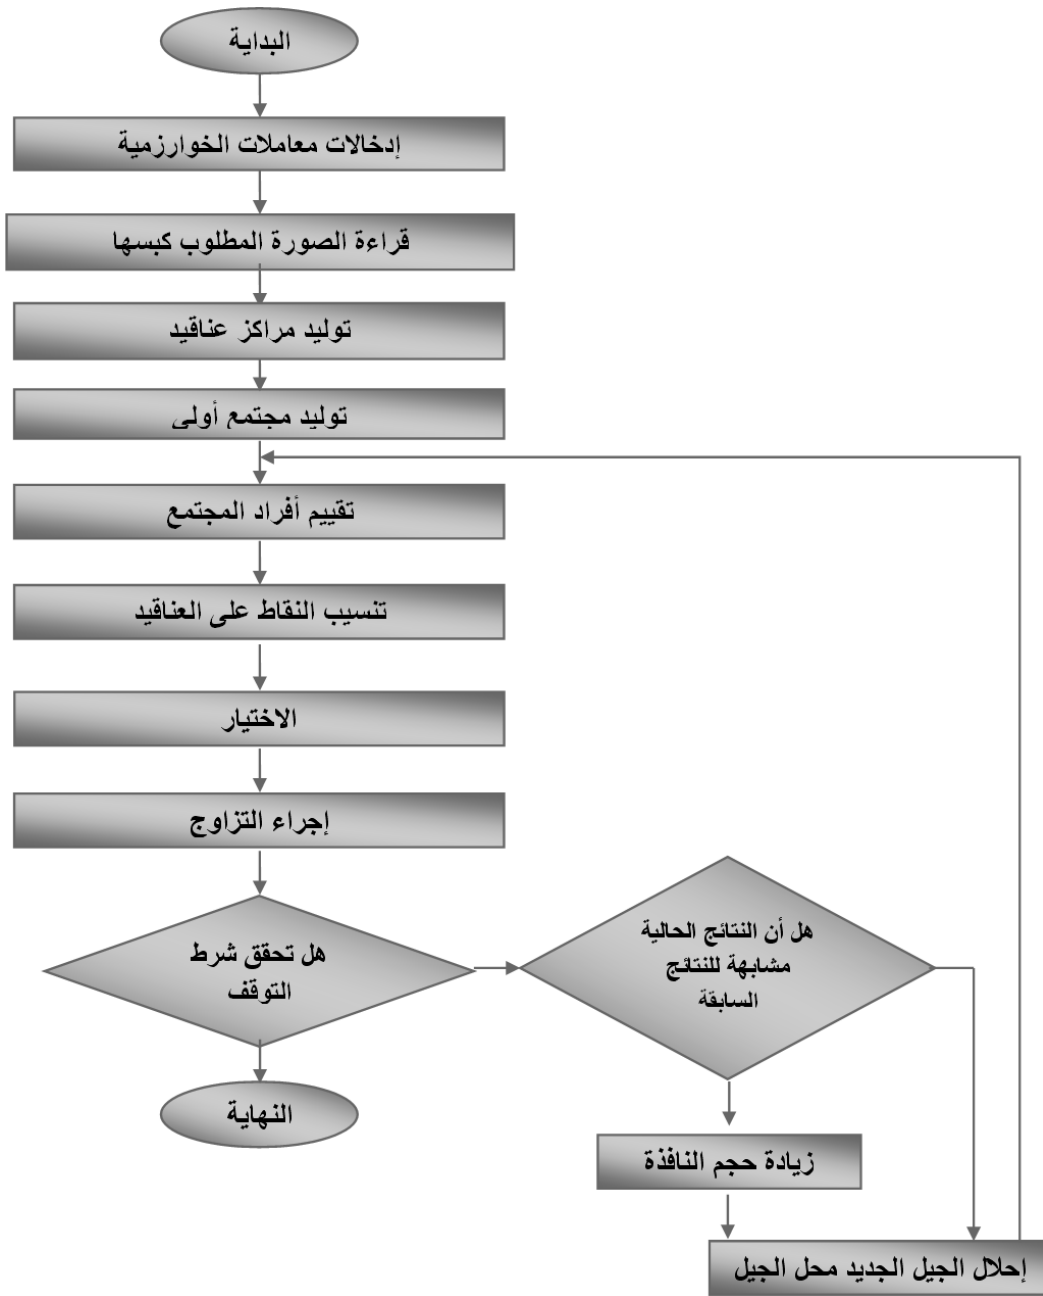 البداية
إدخالات معاملات الخوارزمية
قراءة الصورة المطلوب كبسها
توليد مراكز عناقيد
توليد مجتمع أولي
تقييم أفراد المجتمع
تنسيب النقاط على العناقيد
الاختيار
إجراء التزاوج
هل تحقق شرط
التوقف
هل أن النتائج الحالية
مشابهة للنتائج
السابقة
النهاية
زيادة حجم النافذة
إحلال الجيل الجديد محل الجيل